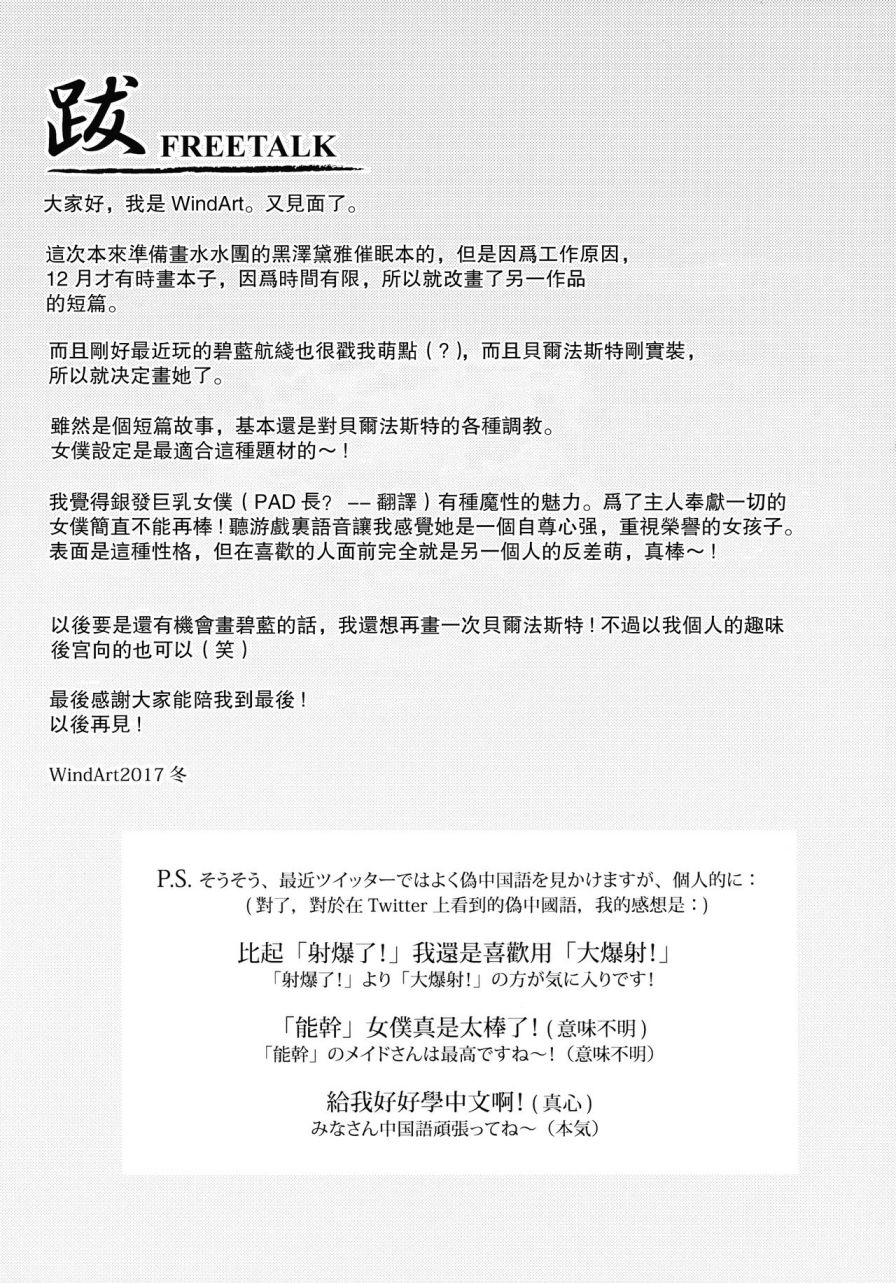 跋 FREETALK
大家好，我是 WindArt。又見面了。
這次本來準備畫水水團的黑澤黛雅催眠本的，但是因爲工作原因，
12 月才有時畫本子，因爲時間有限，所以就改畫了另一作品
的短篇。
而且剛好最近玩的碧藍航綫也很戳我萌點（？），而且貝爾法斯特剛實裝，
所以就決定畫她了。
雖然是個短篇故事，基本還是對貝爾法斯特的各種調教。
女僕設定是最適合這種題材的～！
我覺得銀發巨乳女僕（PAD 長？ －－翻譯）有種魔性的魅力。爲了主人奉獻一切的
女僕簡直不能再棒！聽游戲裏語音讓我感覺她是一個自尊心强，重視榮譽的女孩子。
表面是這種性格，但在喜歡的人面前完全就是另一個人的反差萌，真棒～！
以後要是還有機會畫碧藍的話，我還想再畫一次貝爾法斯特！不過以我個人的趣味
後宫向的也可以（笑）
最後感謝大家能陪我到最後！
以後再見！
WindArt2017 冬
P.S. そうそう、最近ツイッターではよく偽中国語を見かけますが、個人的に：
(對了，對於在 Twitter 上看到的偽中國語，我的感想是：)
比起「射爆了！」我還是喜歡用「大爆射！」
「射爆了！」より「大爆射！」の方が気に入りです！
「能幹」女僕真是太棒了！（意味不明）
「能幹」のメイドさんは最高ですね～！（意味不明）
給我好好學中文啊！（真心）
みなさん中国語頑張ってね～（本気）